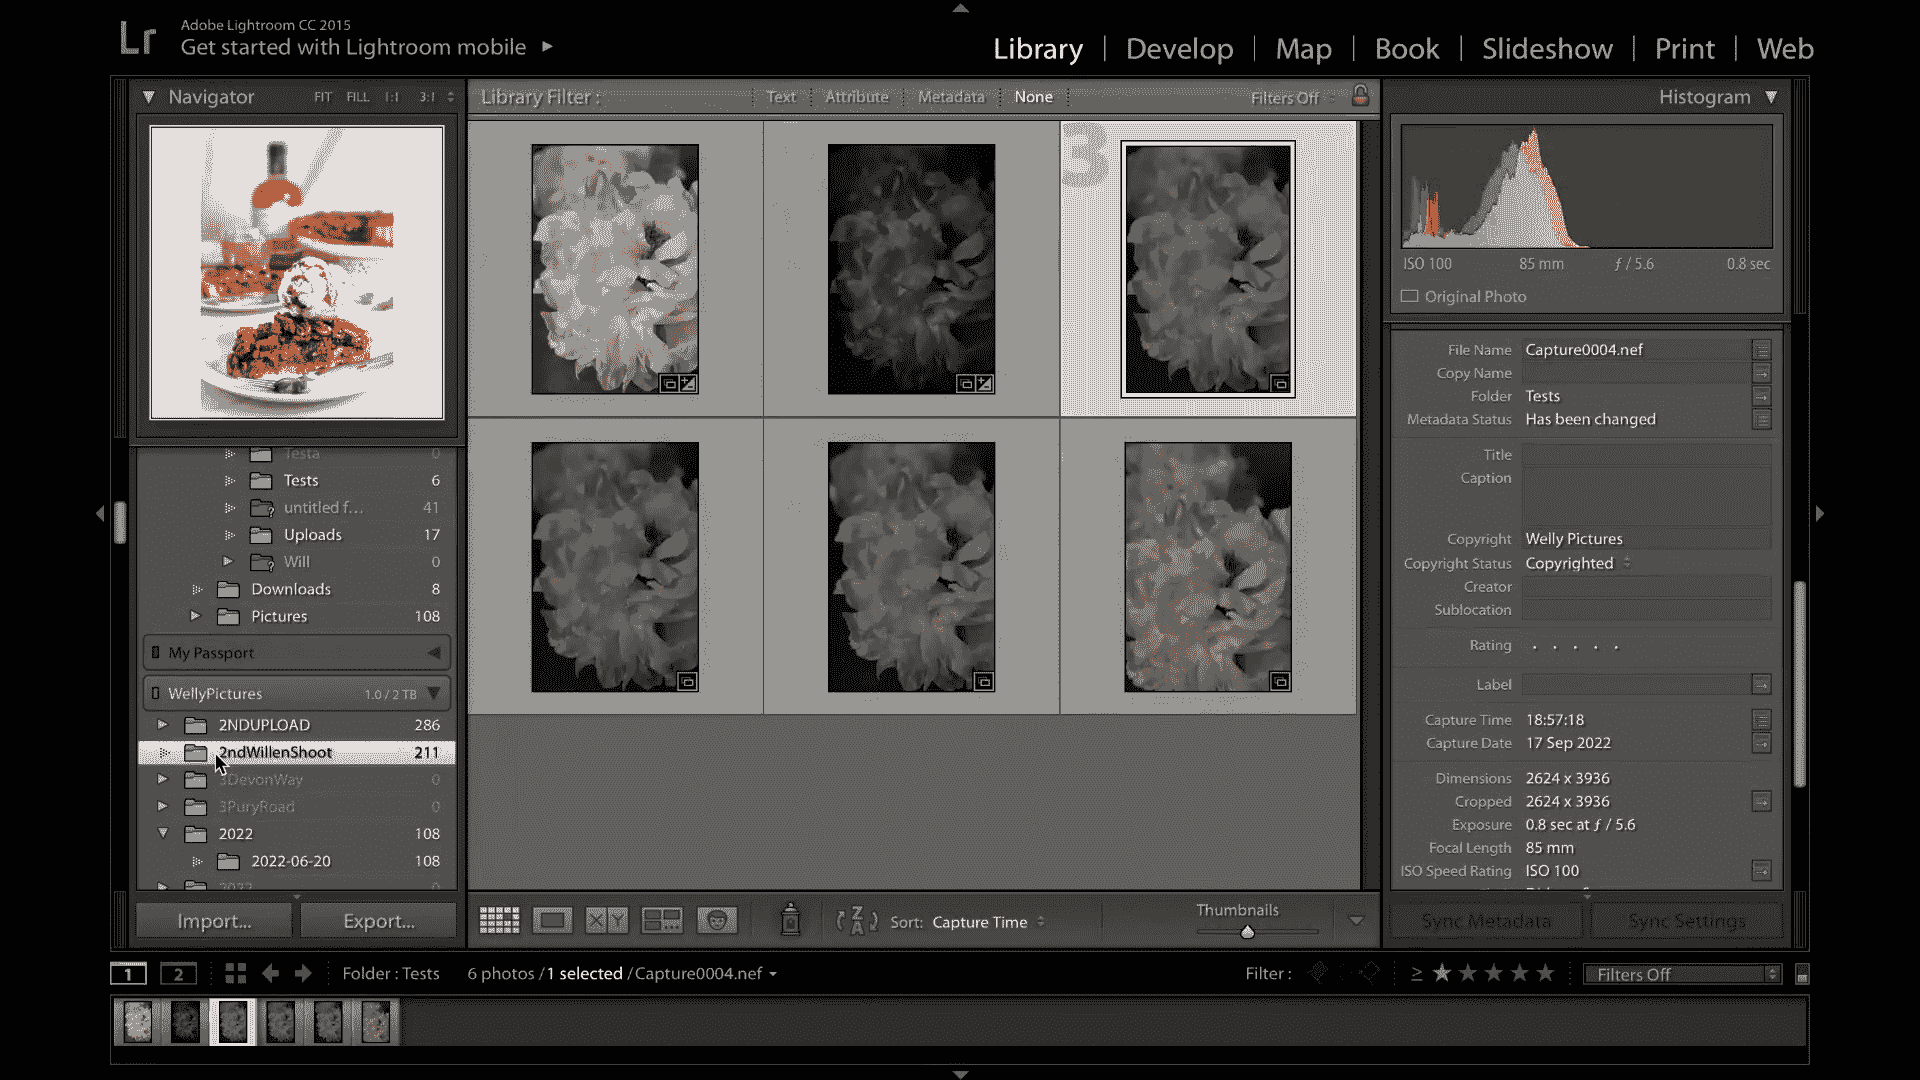 Lr
Adobe Lightroom CC 2015
Get started with Lightroom mobile
Library
Develop
Map
Book
Slideshow
Print
Web
Navigator
FIT FILL 1:1 3:1
Library Filter :
Text
Attribute
Metadata
None
Filters Off
Histogram
3
ISO 100
85 mm
ƒ / 5.6
0.8 sec
Original Photo
Testa 0
Tests 6
untitled f... 41
Uploads 17
Will 0
Downloads 8
Pictures 108
My Passport
WellyPictures 1.0 / 2 TB
2NDUPLOAD 286
2ndWillenShoot 211
3DevonWay 0
3PuryRoad 0
2022 108
2022-06-20 108
File Name Capture0004.nef
Copy Name
Folder Tests
Metadata Status Has been changed
Title
Caption
Copyright Welly Pictures
Copyright Status Copyrighted
Creator
Sublocation
Rating
Label
Capture Time 18:57:18
Capture Date 17 Sep 2022
Dimensions 2624 x 3936
Cropped 2624 x 3936
Exposure 0.8 sec at ƒ / 5.6
Focal Length 85 mm
ISO Speed Rating ISO 100
Import...
Export...
X Y
Z A
Sort: Capture Time
Thumbnails
Sync Metadata
Sync Settings
1 2
Folder : Tests
6 photos / 1 selected / Capture0004.nef
Filter :
≥ ★★★★★
Filters Off